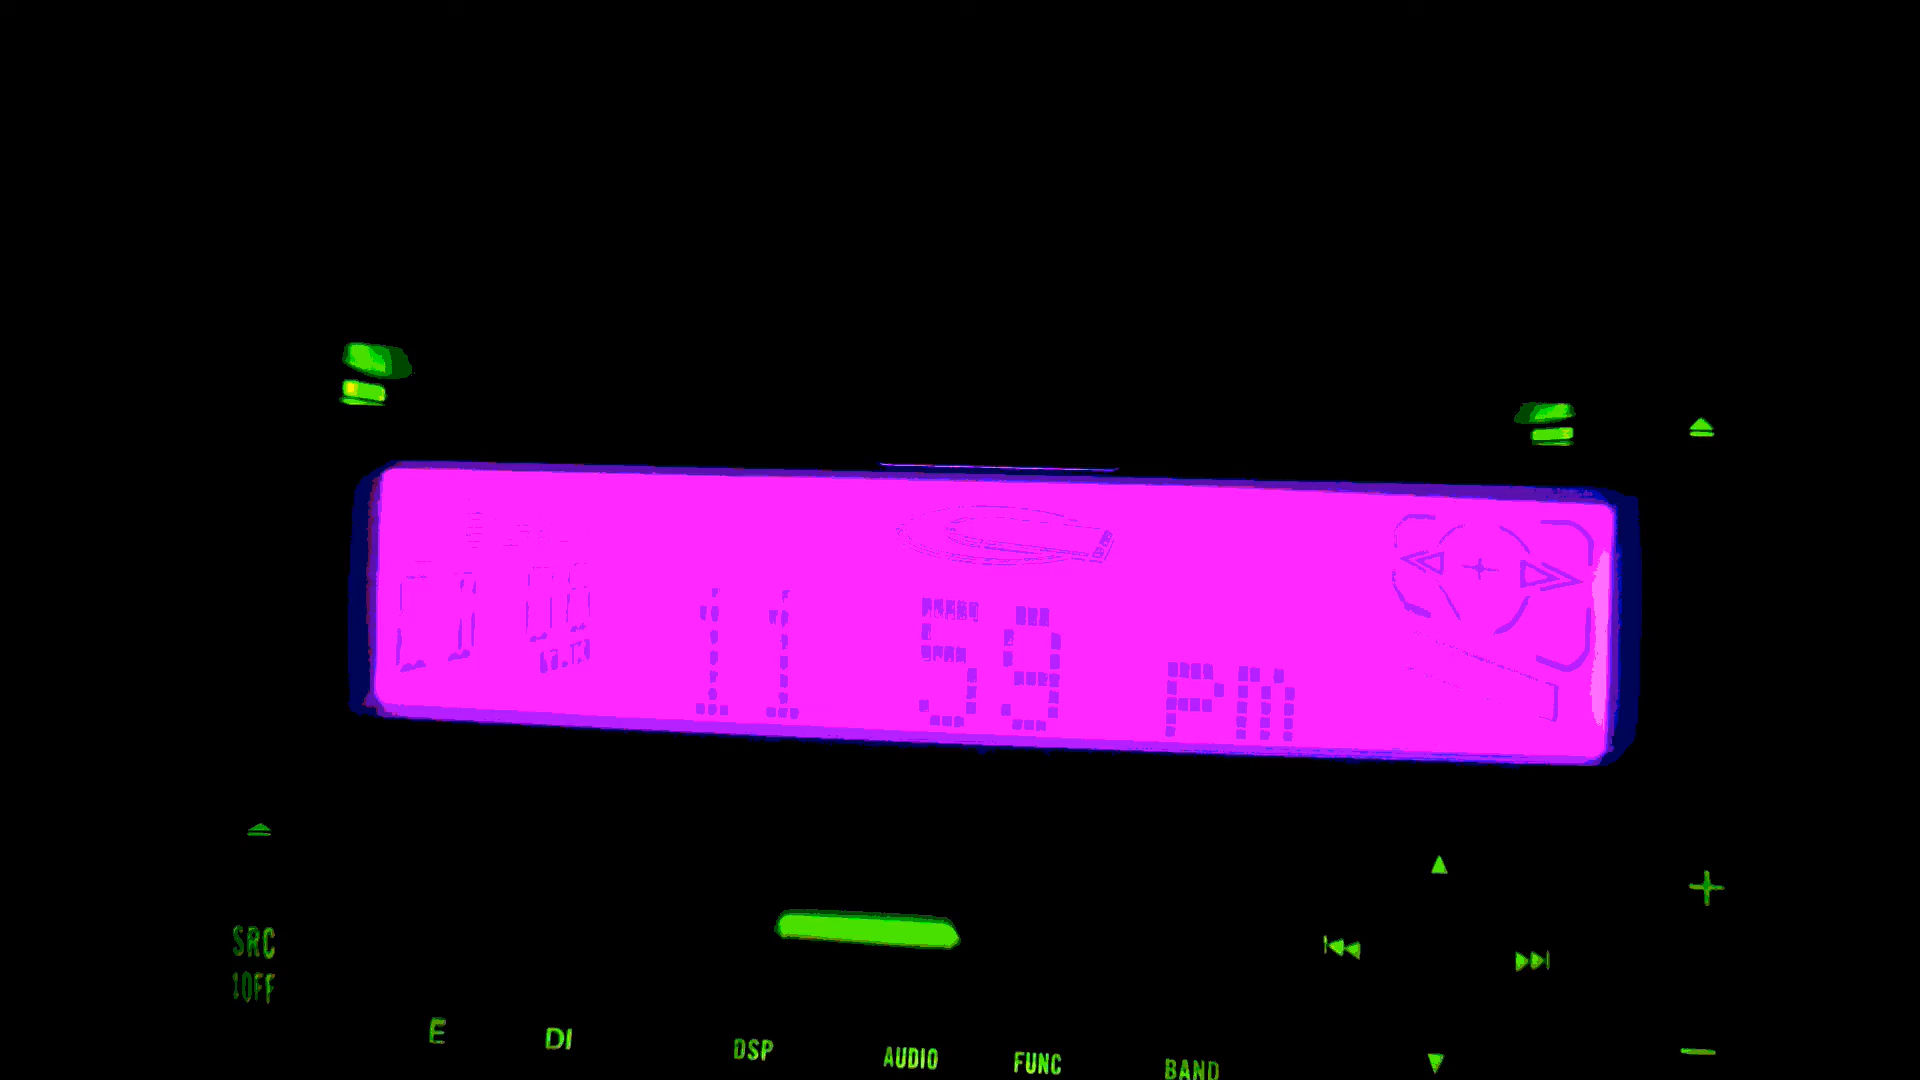 11 59 PM
SRC
1OFF
E
DI
DSP
AUDIO
FUNC
BAND